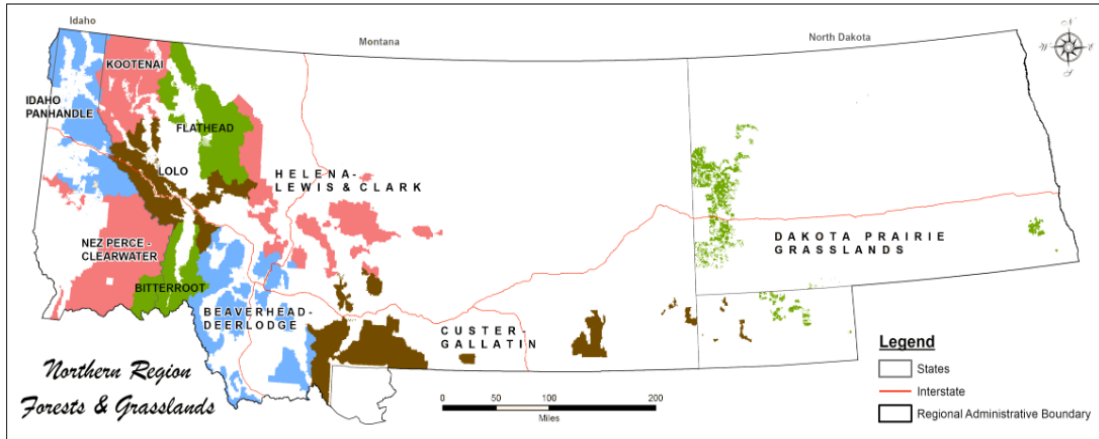 Idaho
Montana
North Dakota
N
W
E
S
KOOTENAI
IDAHO
PANHANDLE
FLATHEAD
LOLO
HELENA-
LEWIS & CLARK
NEZ PERCE -
CLEARWATER
DAKOTA PRAIRIE
GRASSLANDS
BITTERROOT
BEAVERHEAD-
DEERLODGE
CUSTER-
GALLATIN
Northern Region
Forests & Grasslands
0 50 100 200
Miles
Legend
States
Interstate
Regional Administrative Boundary